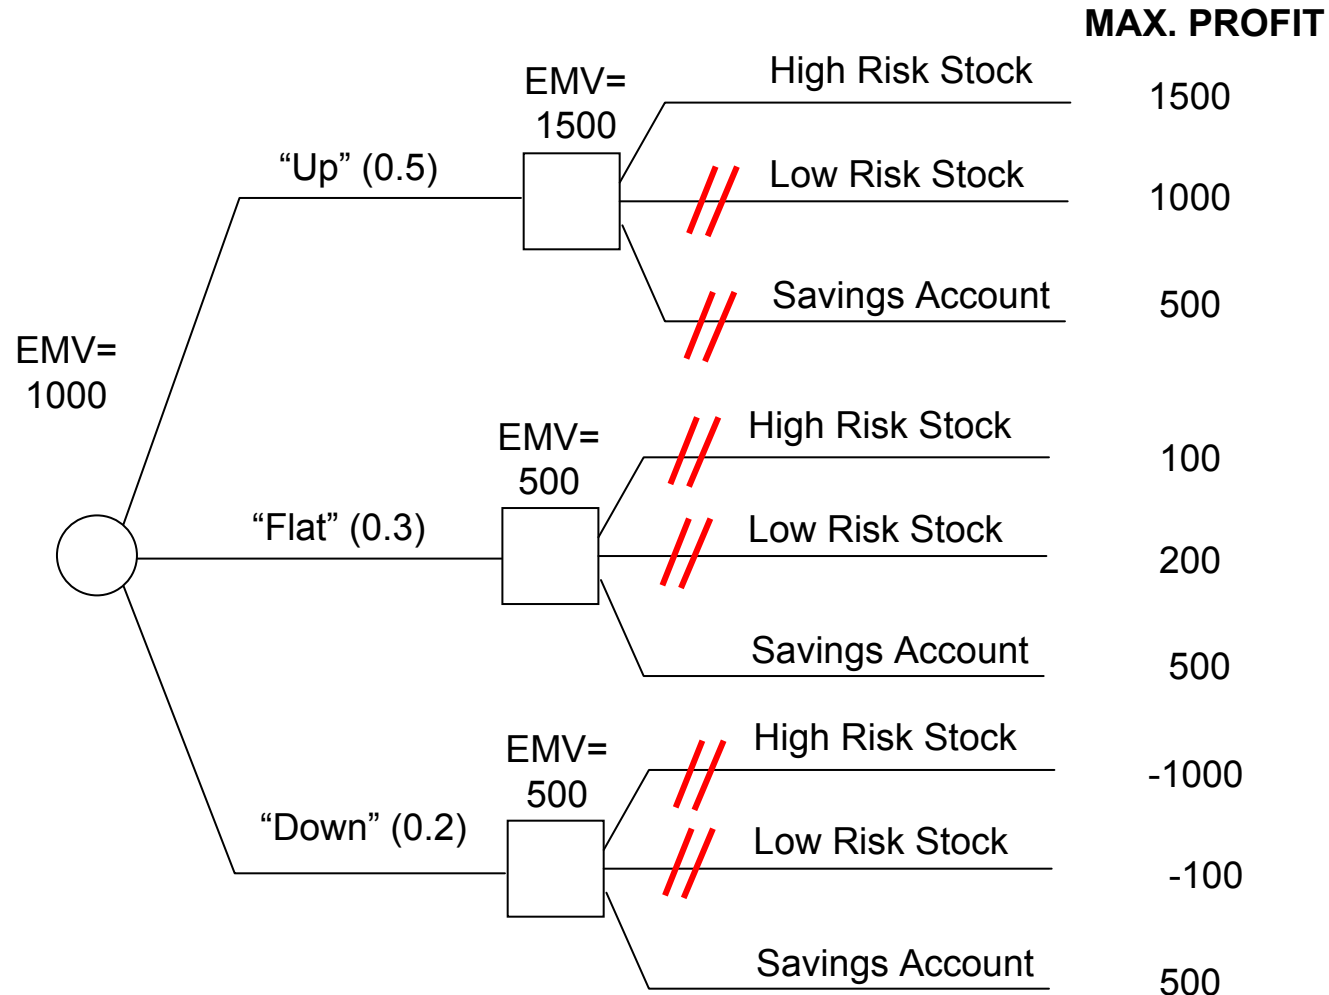 MAX. PROFIT
High Risk Stock
1500
EMV=
1500
“Up” (0.5)
Low Risk Stock
1000
Savings Account
500
EMV=
1000
High Risk Stock
100
EMV=
500
“Flat” (0.3)
Low Risk Stock
200
Savings Account
500
High Risk Stock
-1000
EMV=
500
“Down” (0.2)
Low Risk Stock
-100
Savings Account
500